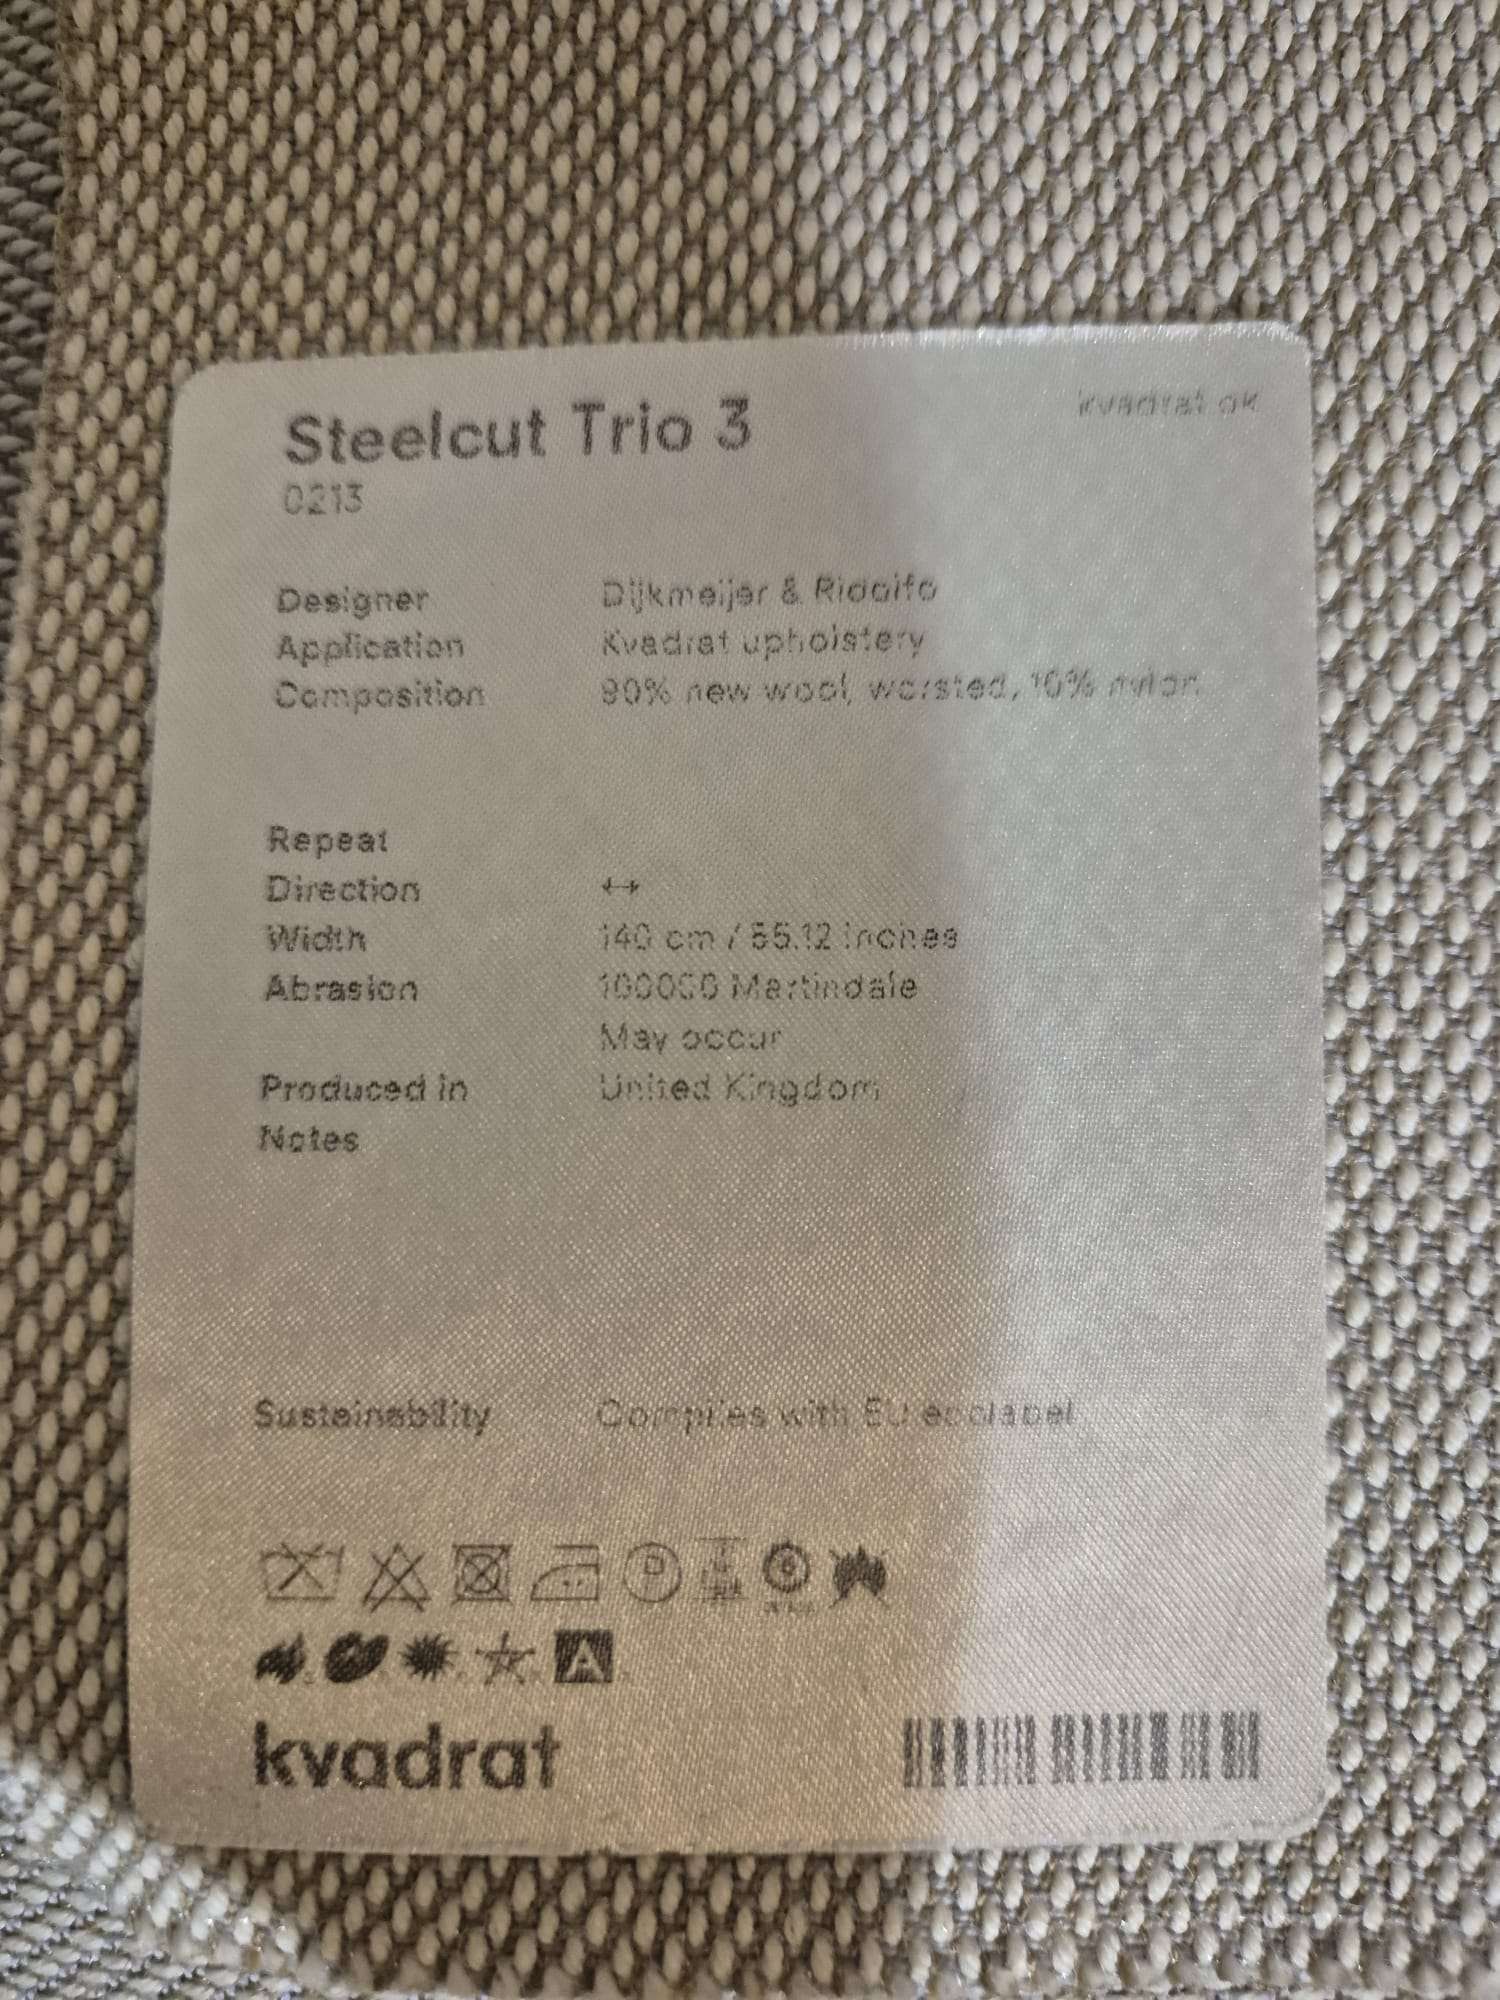 Steelcut Trio 3
kvadrat.dk
0213
Designer Dijkmeijer & Ridolfo
Application Kvadrat upholstery
Composition 90% new wool, worsted, 10% nylon
Repeat
Direction ↔
Width 140 cm / 55.12 inches
Abrasion 100000 Martindale
May occur
Produced in United Kingdom
Notes
Sustainability Complies with EU ecolabel
P
A
kvadrat